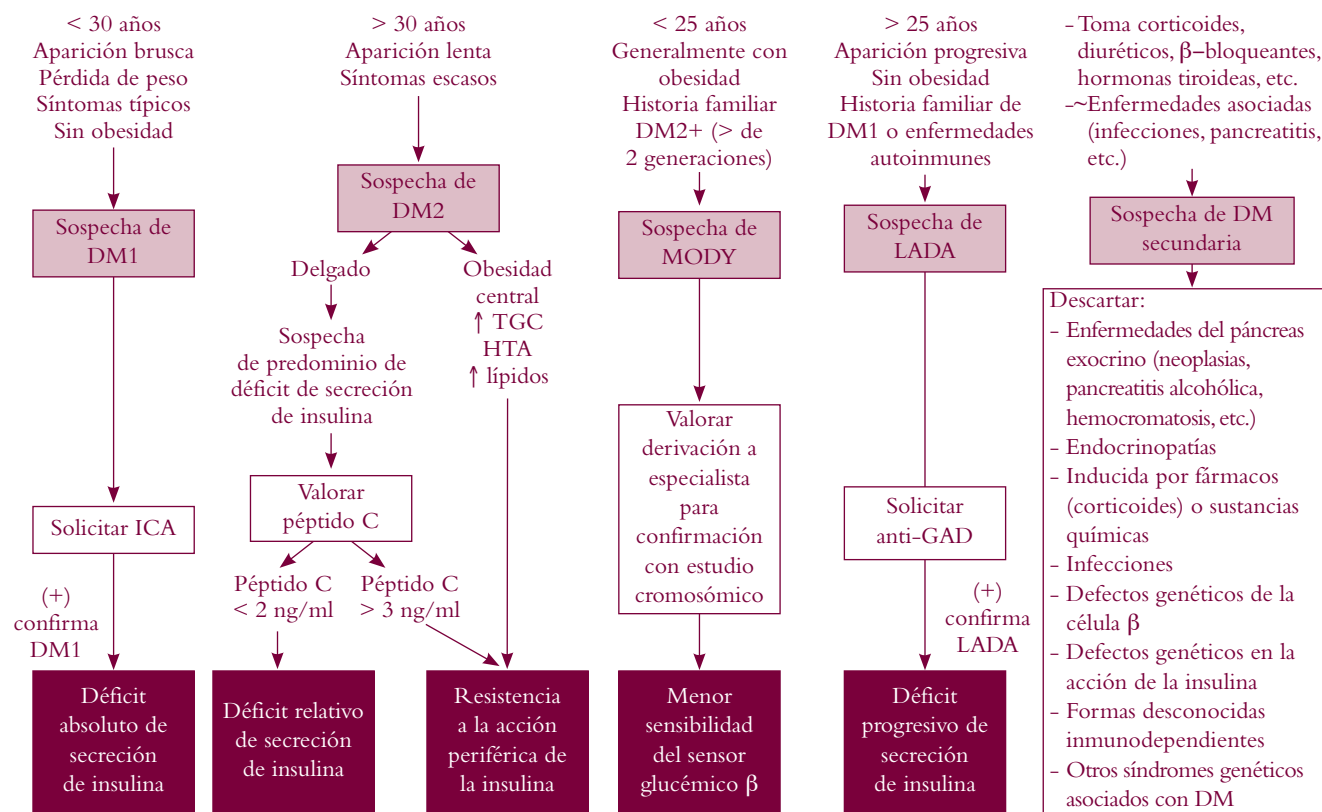 < 30 años
Aparición brusca
Pérdida de peso
Síntomas típicos
Sin obesidad
Sospecha de
DM1
Solicitar ICA
(+)
confirma
DM1
Déficit
absoluto de
secreción
de insulina
> 30 años
Aparición lenta
Síntomas escasos
Sospecha de
DM2
Delgado
Sospecha
de predominio de
déficit de secreción
de insulina
Valorar
péptido C
Péptido C
< 2 ng/ml
Péptido C
> 3 ng/ml
Obesidad
central
↑ TGC
HTA
↑ lípidos
Déficit relativo
de secreción
de insulina
Resistencia
a la acción
periférica de
la insulina
< 25 años
Generalmente con
obesidad
Historia familiar
DM2+ (> de
2 generaciones)
Sospecha de
MODY
Valorar
derivación a
especialista
para
confirmación
con estudio
cromosómico
Menor
sensibilidad
del sensor
glucémico β
> 25 años
Aparición progresiva
Sin obesidad
Historia familiar de
DM1 o enfermedades
autoinmunes
Sospecha de
LADA
Solicitar
anti-GAD
(+)
confirma
LADA
Déficit
progresivo de
secreción
de insulina
- Toma corticoides,
diuréticos, β–bloqueantes,
hormonas tiroideas, etc.
-~Enfermedades asociadas
(infecciones, pancreatitis,
etc.)
Sospecha de DM
secundaria
Descartar:
- Enfermedades del páncreas
exocrino (neoplasias,
pancreatitis alcohólica,
hemocromatosis, etc.)
- Endocrinopatías
- Inducida por fármacos
(corticoides) o sustancias
químicas
- Infecciones
- Defectos genéticos de la
célula β
- Defectos genéticos en la
acción de la insulina
- Formas desconocidas
inmunodependientes
- Otros síndromes genéticos
asociados con DM